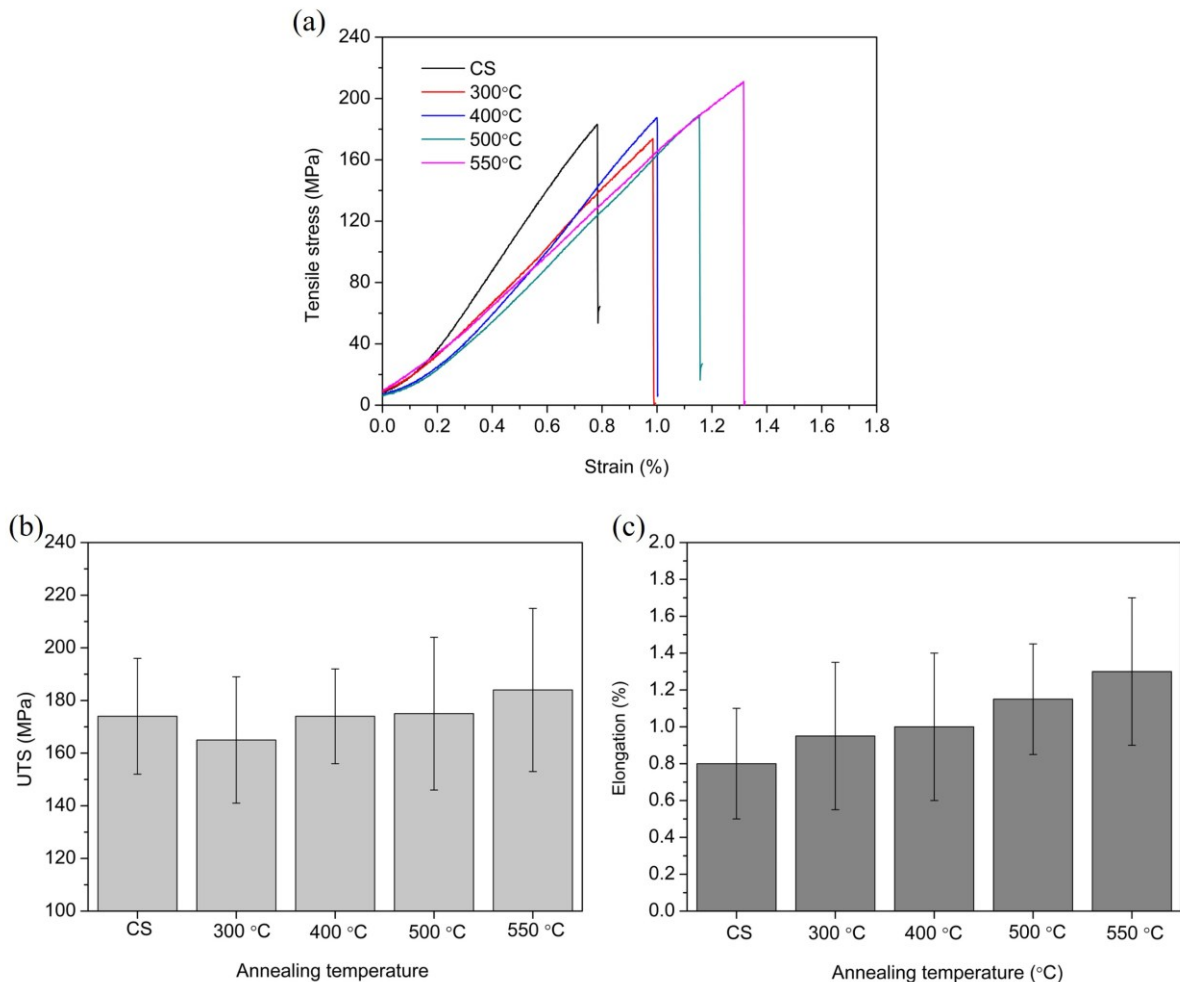 (a)
240
200
160
120
80
40
0
Tensile stress (MPa)
CS
300°C
400°C
500°C
550°C
0.0 0.2 0.4 0.6 0.8 1.0 1.2 1.4 1.6 1.8
Strain (%)
(b)
240
220
200
180
160
140
120
100
UTS (MPa)
CS 300 °C 400 °C 500 °C 550 °C
Annealing temperature
(c)
2.0
1.8
1.6
1.4
1.2
1.0
0.8
0.6
0.4
0.2
0.0
Elongation (%)
CS 300 °C 400 °C 500 °C 550 °C
Annealing temperature (°C)